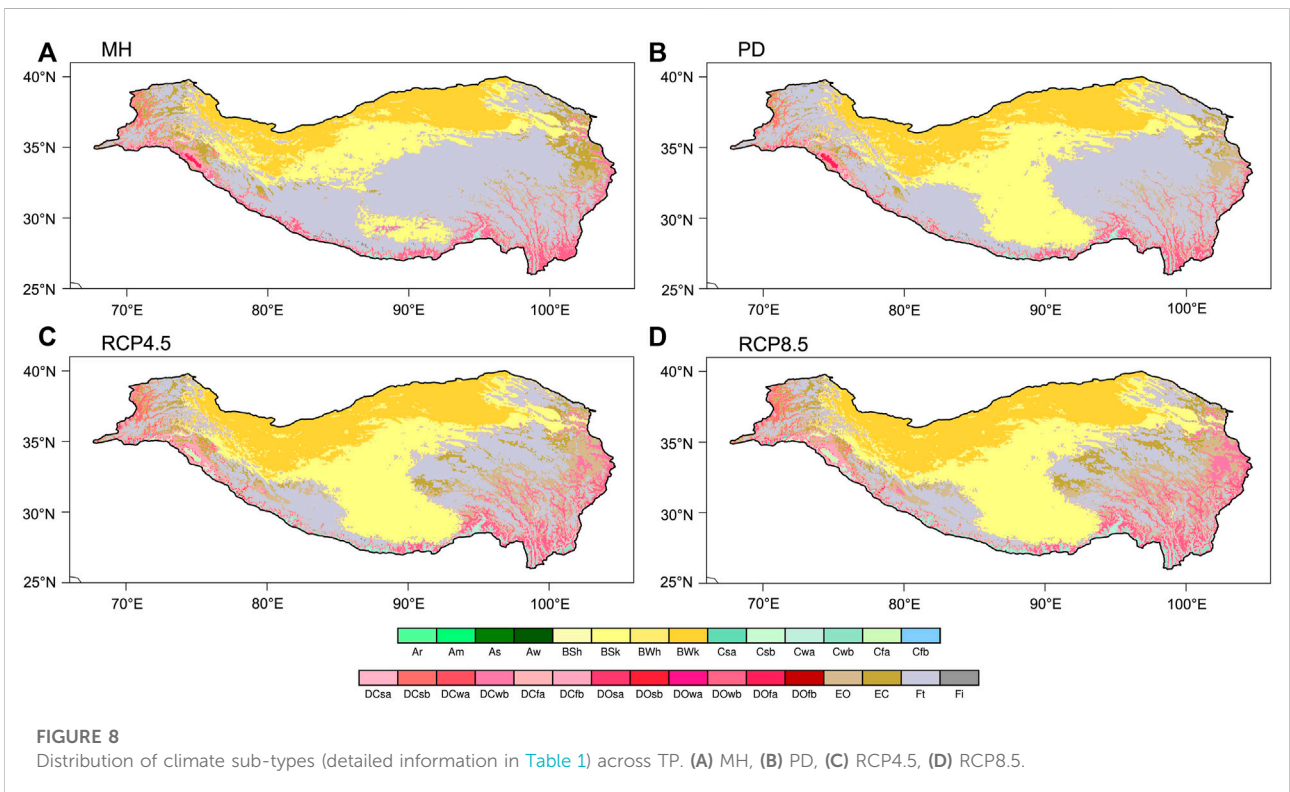 A MH
B PD
40°N
35°N
30°N
25°N
70°E 80°E 90°E 100°E
40°N
35°N
30°N
25°N
70°E 80°E 90°E 100°E
C RCP4.5
D RCP8.5
40°N
35°N
30°N
25°N
70°E 80°E 90°E 100°E
40°N
35°N
30°N
25°N
70°E 80°E 90°E 100°E
Ar Am As Aw BSh BSk BWh BWk Csa Csb Cwa Cwb Cfa Cfb
DCsa DCsb DCwa DCwb DCfa DCfb DOsa DOsb DOwa DOwb DOfa DOfb EO EC Ft Fi
FIGURE 8
Distribution of climate sub-types (detailed information in Table 1) across TP. (A) MH, (B) PD, (C) RCP4.5, (D) RCP8.5.